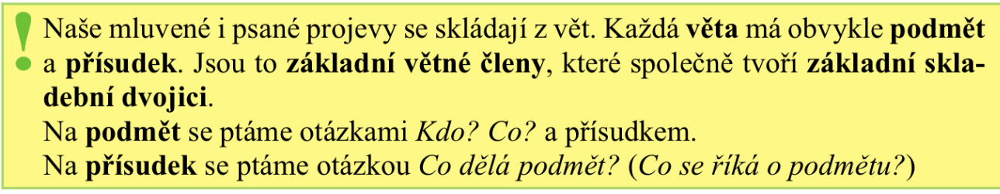 Naše mluvené i psané projevy se skládají z vět. Každá věta má obvykle podmět
a přísudek. Jsou to základní větné členy, které společně tvoří základní skla-
dební dvojici.
Na podmět se ptáme otázkami Kdo? Co? a přísudkem.
Na přísudek se ptáme otázkou Co dělá podmět? (Co se říká o podmětu?)